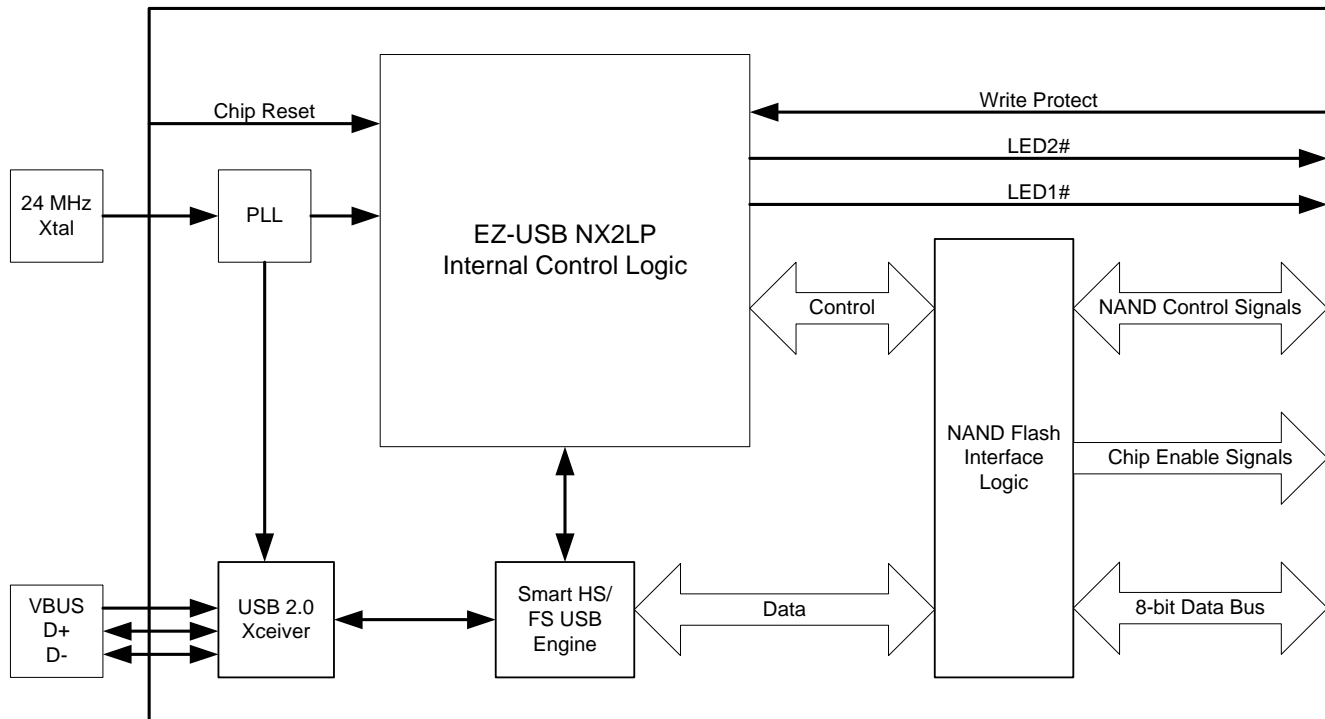 Chip Reset
Write Protect
LED2#
LED1#
24 MHz
Xtal
PLL
EZ-USB NX2LP
Internal Control Logic
Control
NAND Control Signals
NAND Flash
Interface
Logic
Chip Enable Signals
VBUS
D+
D-
USB 2.0
Xceiver
Smart HS/
FS USB
Engine
Data
8-bit Data Bus